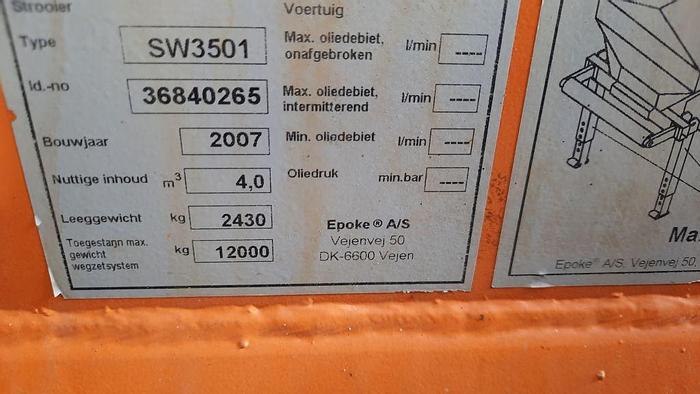 Strooier
Voertuig
Type SW3501
Max. oliedebiet, onafgebroken l/min ----
Id.-no 36840265
Max. oliedebiet, intermitterend l/min ----
Bouwjaar 2007
Min. oliedebiet l/min ----
Nuttige inhoud m³ 4,0
Oliedruk min.bar ----
Leeggewicht kg 2430
Toegestann max.
gewicht
wegzetsystem
kg 12000
Epoke® A/S
Vejenvej 50
DK-6600 Vejen
Ma
Epoke® A/S. Vejenvej 50,